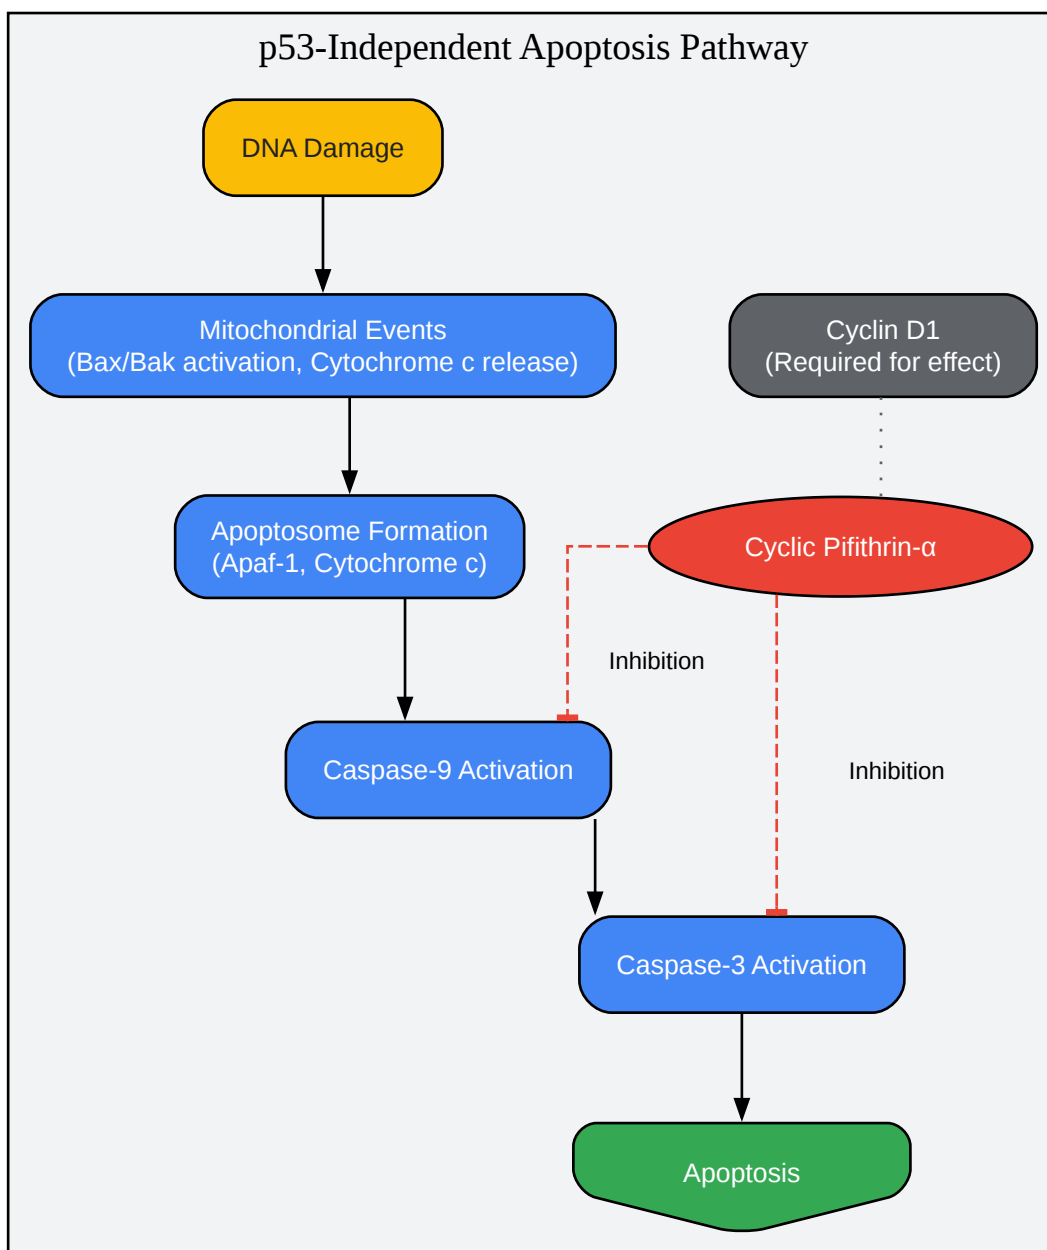 p53-Independent Apoptosis Pathway
DNA Damage
Mitochondrial Events
(Bax/Bak activation, Cytochrome c release)
Cyclin D1
(Required for effect)
Apoptosome Formation
(Apaf-1, Cytochrome c)
Cyclic Pifithrin-α
Inhibition
Caspase-9 Activation
Inhibition
Caspase-3 Activation
Apoptosis